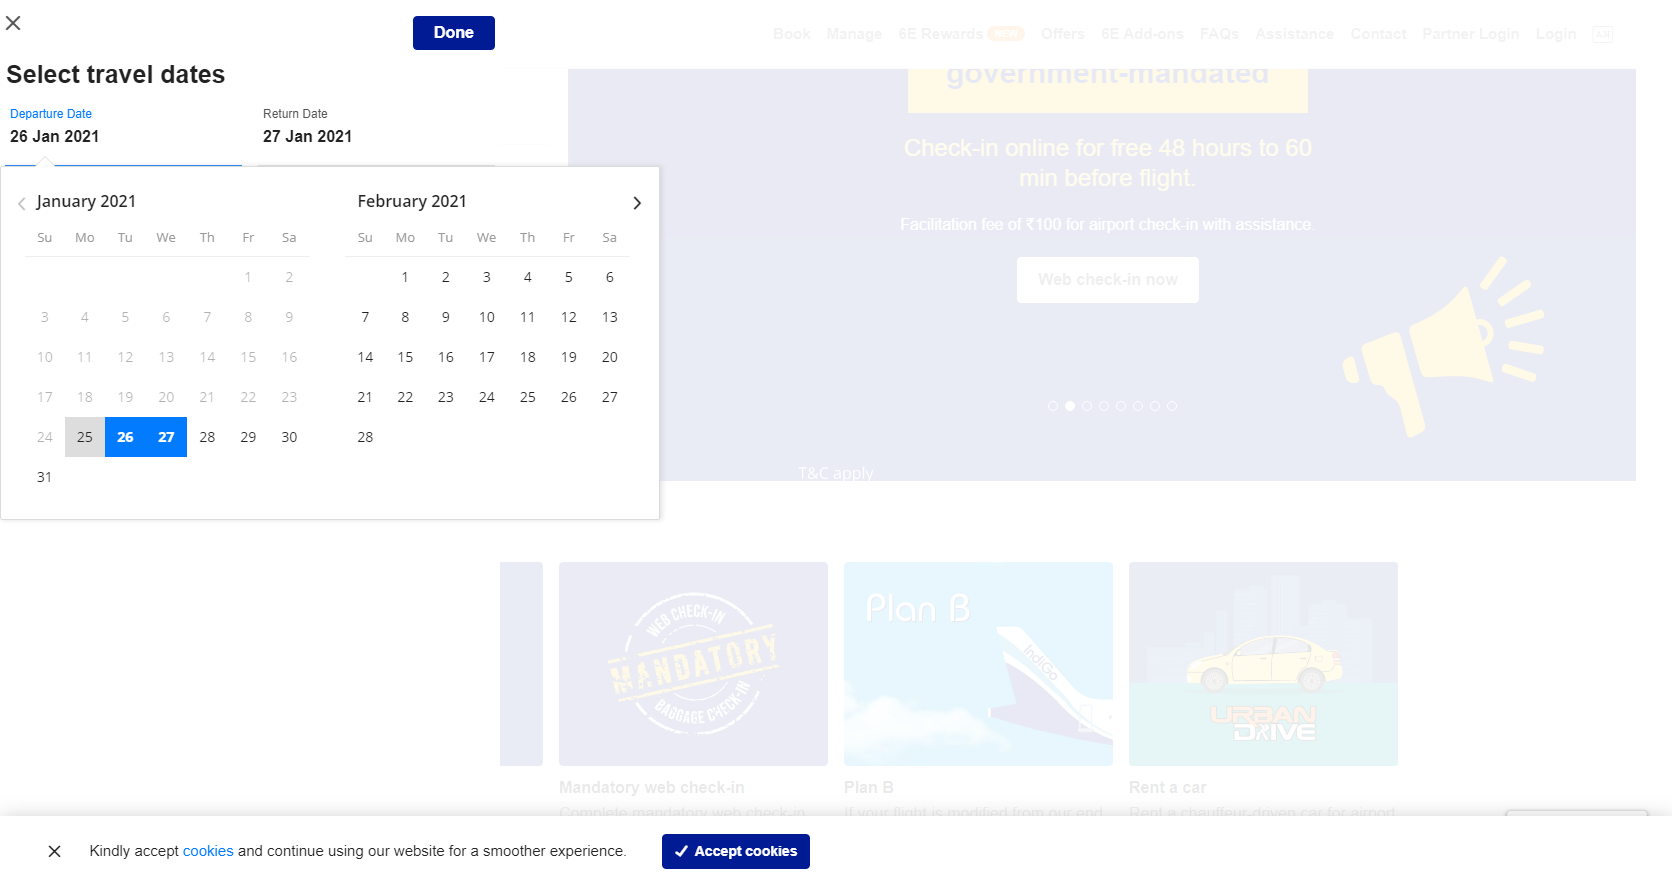 Done
Book Manage 6E Rewards NEW Offers 6E Add-ons FAQs Assistance Contact Partner Login Login
Select travel dates
government-mandated
Departure Date Return Date
26 Jan 2021 27 Jan 2021
Check-in online for free 48 hours to 60
min before flight.
Facilitation fee of ₹100 for airport check-in with assistance.
Web check-in now
T&C apply
January 2021 February 2021
Su Mo Tu We Th Fr Sa Su Mo Tu We Th Fr Sa
1 2 1 2 3 4 5 6
3 4 5 6 7 8 9 7 8 9 10 11 12 13
10 11 12 13 14 15 16 14 15 16 17 18 19 20
17 18 19 20 21 22 23 21 22 23 24 25 26 27
24 25 26 27 28 29 30 28
31
WEB CHECK-IN
MANDATORY
BAGGAGE CHECK-IN
Plan B
IndiGo
URBAN
DRIVE
Mandatory web check-in Plan B Rent a car
Complete mandatory web check-in If your flight is modified from our end Rent a chauffeur-driven car for airport
Kindly accept cookies and continue using our website for a smoother experience.
Accept cookies